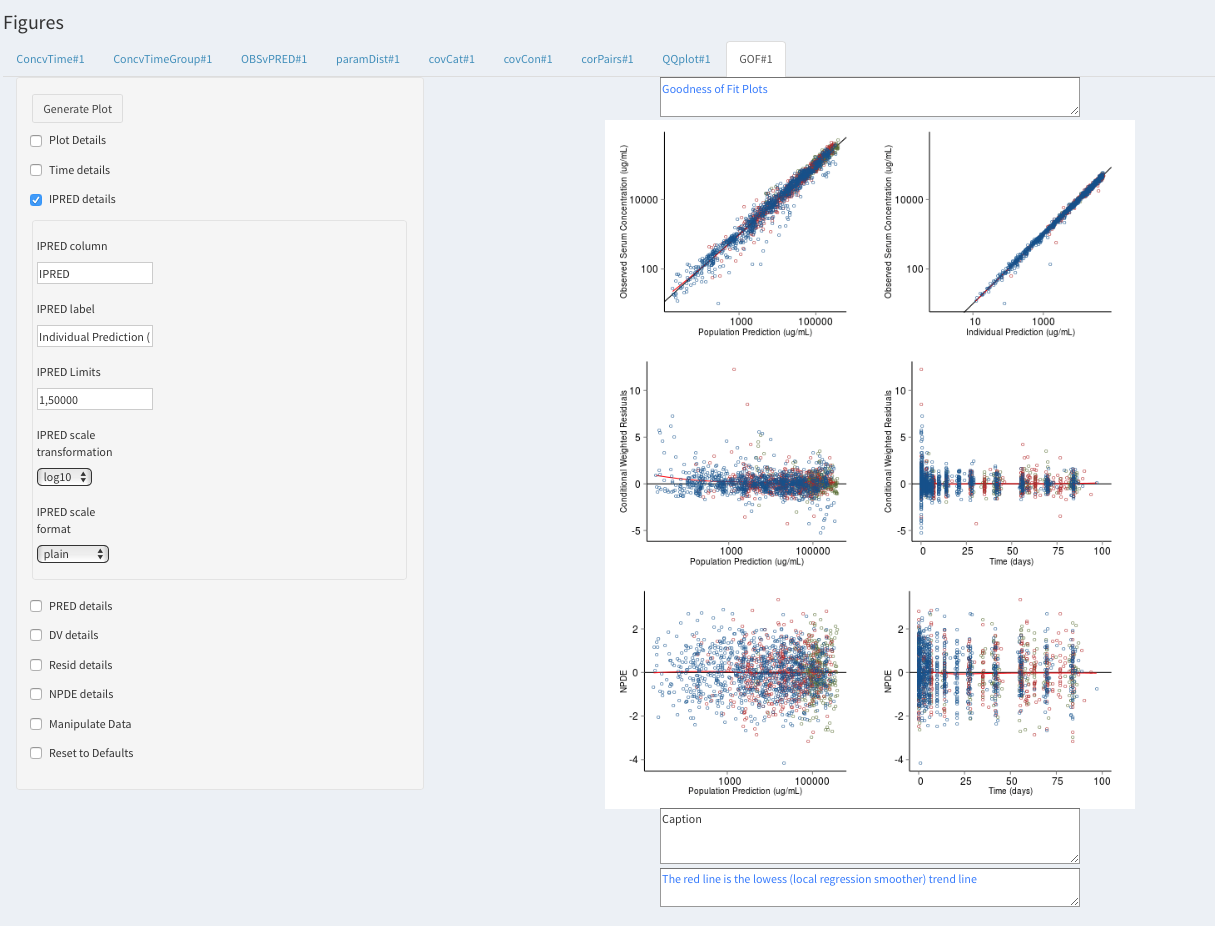 Figures
ConcvTime#1 ConcvTimeGroup#1 OBSvPRED#1 paramDist#1 covCat#1 covCon#1 corPairs#1 QQplot#1 GOF#1
Generate Plot
Plot Details
Time details
IPRED details
IPRED column
IPRED
IPRED label
Individual Prediction (
IPRED Limits
1,50000
IPRED scale
transformation
log10
IPRED scale
format
plain
PRED details
DV details
Resid details
NPDE details
Manipulate Data
Reset to Defaults
Goodness of Fit Plots
Observed Serum Concentration (ug/mL)
10000
100
1000 100000
Population Prediction (ug/mL)
Observed Serum Concentration (ug/mL)
10000
100
10 1000
Individual Prediction (ug/mL)
Conditional Weighted Residuals
10
5
0
-5
1000 100000
Population Prediction (ug/mL)
Conditional Weighted Residuals
10
5
0
-5
0 25 50 75 100
Time (days)
NPDE
2
0
-2
-4
1000 100000
Population Prediction (ug/mL)
NPDE
2
0
-2
-4
0 25 50 75 100
Time (days)
Caption
The red line is the lowess (local regression smoother) trend line